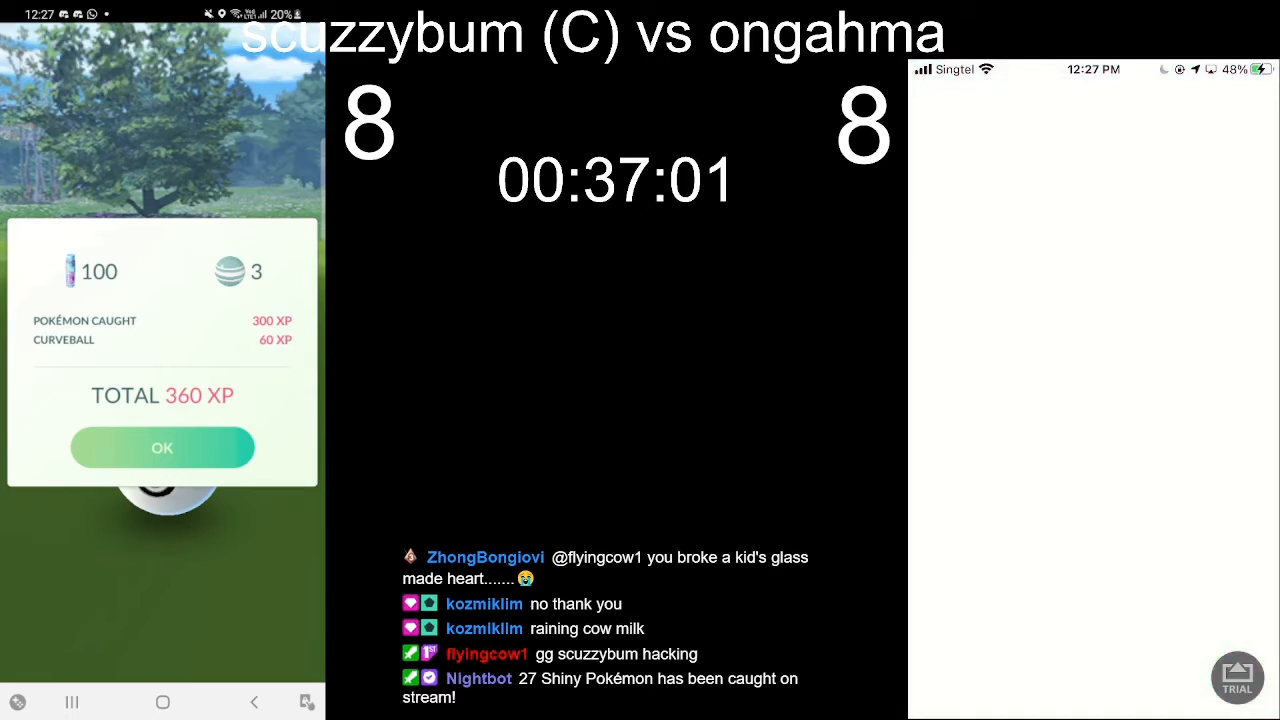 12:27
20%
scuzzybum (C) vs ongahma
8
8
00:37:01
Singtel
12:27 PM
48%
100
3
POKÉMON CAUGHT 300 XP
CURVEBALL 60 XP
TOTAL 360 XP
OK
ZhongBongiovi @flyingcow1 you broke a kid's glass
made heart.......😭
kozmiklim no thank you
kozmiklim raining cow milk
flyingcow1 gg scuzzybum hacking
Nightbot 27 Shiny Pokémon has been caught on
stream!
TRIAL